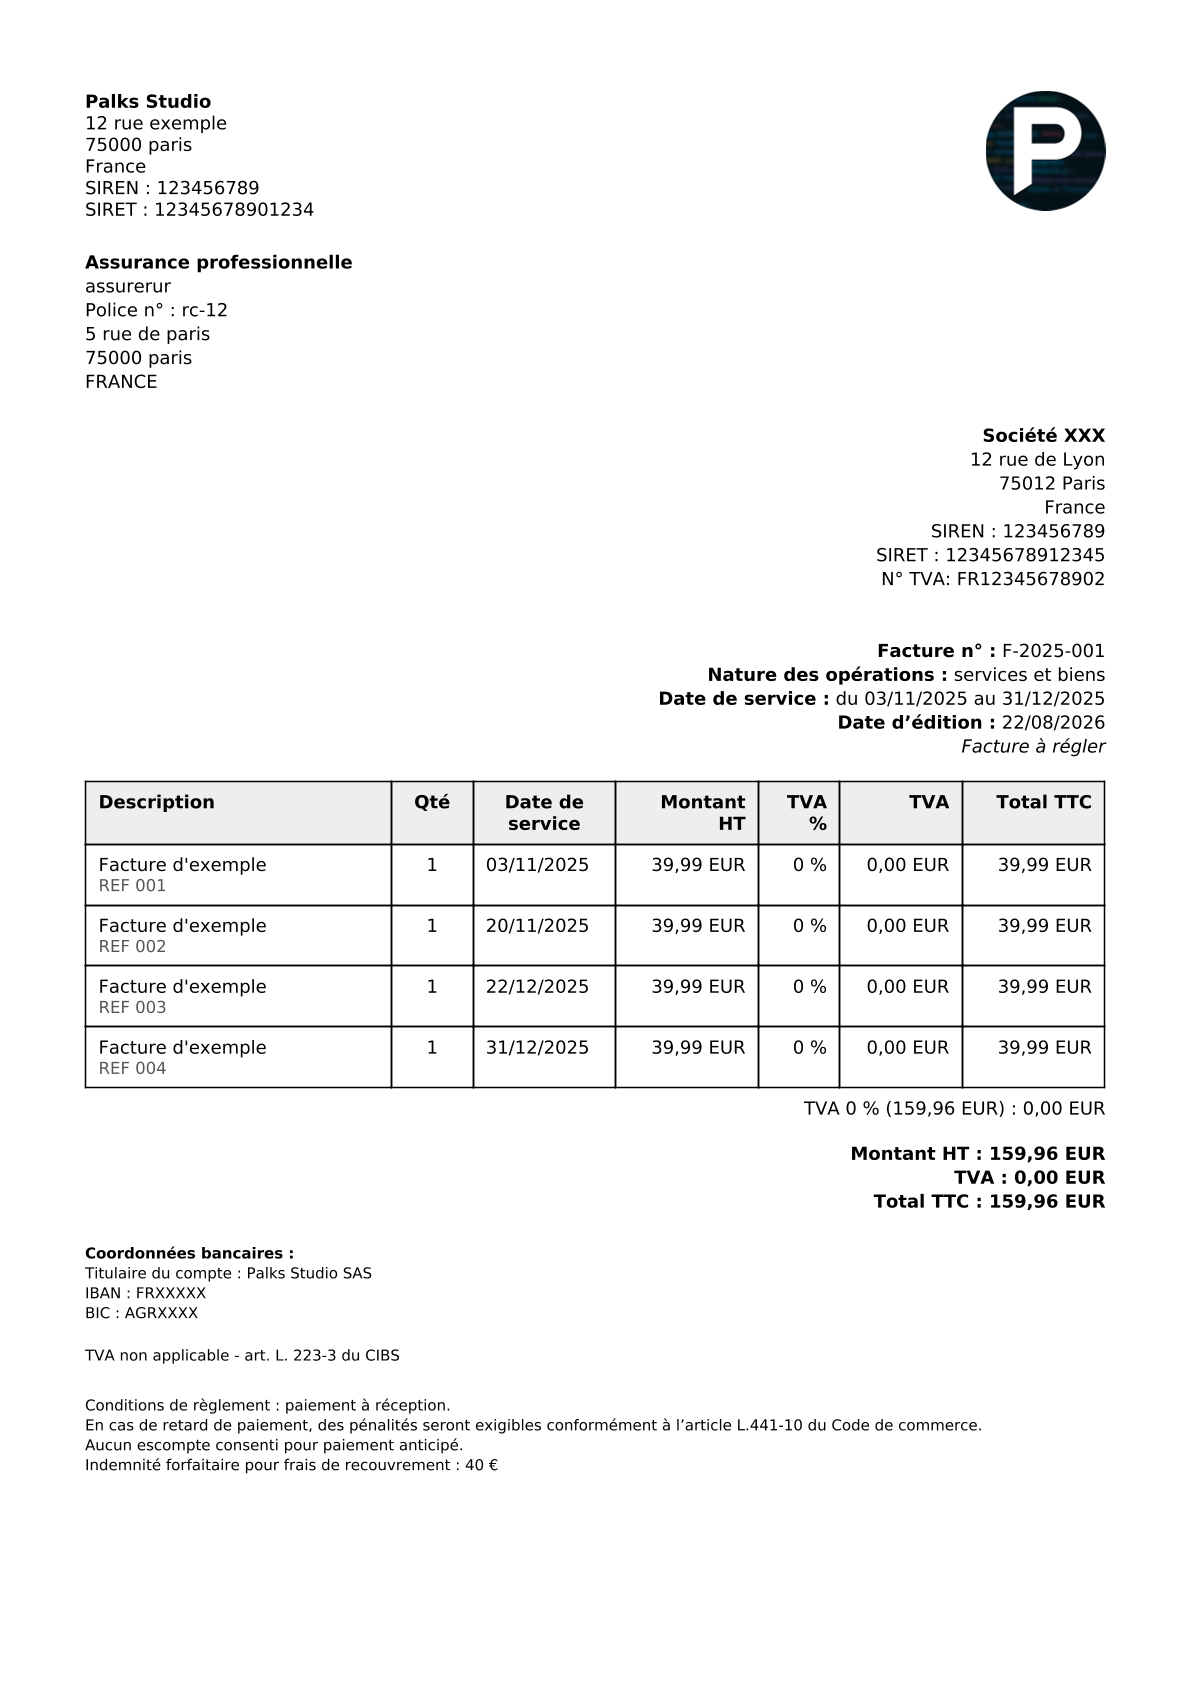 Palks Studio
12 rue exemple
75000 paris
France
SIREN : 123456789
SIRET : 12345678901234
P
Assurance professionnelle
assurerur
Police n° : rc-12
5 rue de paris
75000 paris
FRANCE
Société XXX
12 rue de Lyon
75012 Paris
France
SIREN : 123456789
SIRET : 12345678912345
N° TVA: FR12345678902
Facture n° : F-2025-001
Nature des opérations : services et biens
Date de service : du 03/11/2025 au 31/12/2025
Date d’édition : 22/08/2026
Facture à régler
Description Qté Date de service Montant HT TVA % TVA Total TTC
Facture d'exemple 1 03/11/2025 39,99 EUR 0 % 0,00 EUR 39,99 EUR
REF 001
Facture d'exemple 1 20/11/2025 39,99 EUR 0 % 0,00 EUR 39,99 EUR
REF 002
Facture d'exemple 1 22/12/2025 39,99 EUR 0 % 0,00 EUR 39,99 EUR
REF 003
Facture d'exemple 1 31/12/2025 39,99 EUR 0 % 0,00 EUR 39,99 EUR
REF 004
TVA 0 % (159,96 EUR) : 0,00 EUR
Montant HT : 159,96 EUR
TVA : 0,00 EUR
Total TTC : 159,96 EUR
Coordonnées bancaires :
Titulaire du compte : Palks Studio SAS
IBAN : FRXXXXX
BIC : AGRXXXX
TVA non applicable - art. L. 223-3 du CIBS
Conditions de règlement : paiement à réception.
En cas de retard de paiement, des pénalités seront exigibles conformément à l’article L.441-10 du Code de commerce.
Aucun escompte consenti pour paiement anticipé.
Indemnité forfaitaire pour frais de recouvrement : 40 €